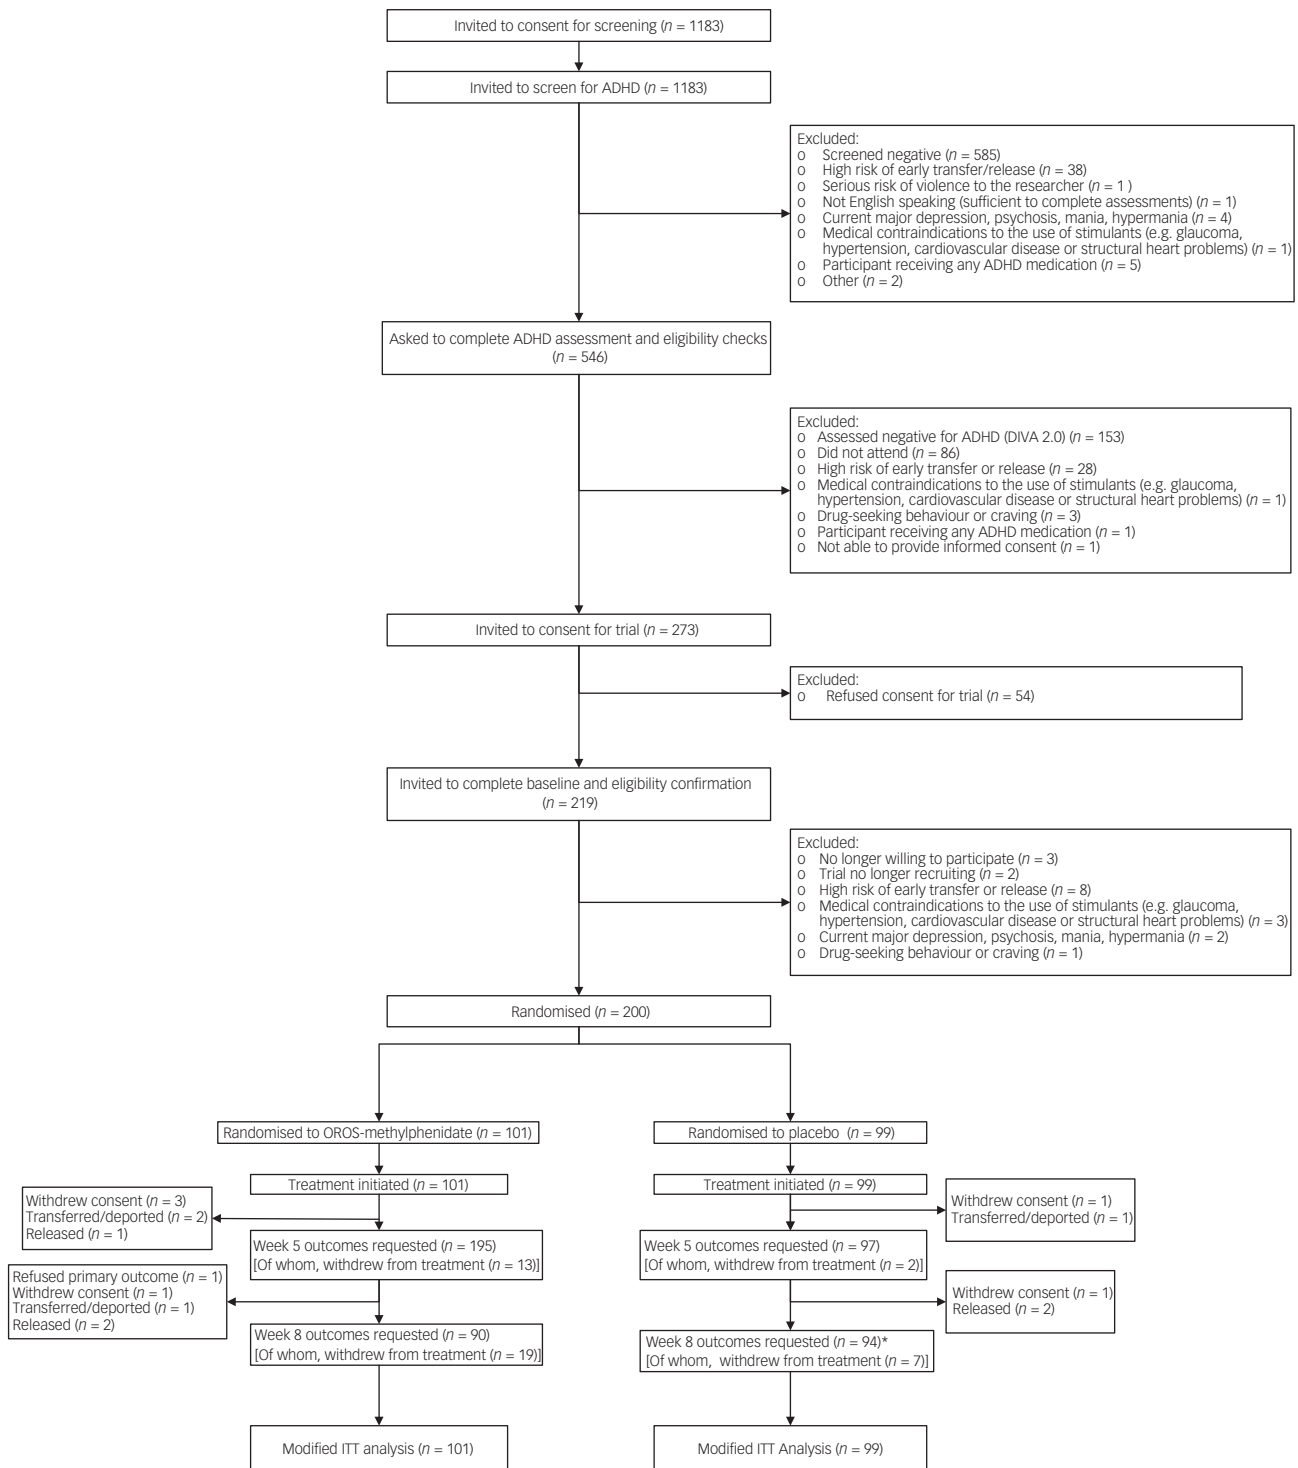 Invited to consent for screening (n = 1183)
Invited to screen for ADHD (n = 1183)
Excluded:
o Screened negative (n = 585)
o High risk of early transfer/release (n = 38)
o Serious risk of violence to the researcher (n = 1 )
o Not English speaking (sufficient to complete assessments) (n = 1)
o Current major depression, psychosis, mania, hypermania (n = 4)
o Medical contraindications to the use of stimulants (e.g. glaucoma,
hypertension, cardiovascular disease or structural heart problems) (n = 1)
o Participant receiving any ADHD medication (n = 5)
o Other (n = 2)
Asked to complete ADHD assessment and eligibility checks
(n = 546)
Excluded:
o Assessed negative for ADHD (DIVA 2.0) (n = 153)
o Did not attend (n = 86)
o High risk of early transfer or release (n = 28)
o Medical contraindications to the use of stimulants (e.g. glaucoma,
hypertension, cardiovascular disease or structural heart problems) (n = 1)
o Drug-seeking behaviour or craving (n = 3)
o Participant receiving any ADHD medication (n = 1)
o Not able to provide informed consent (n = 1)
Invited to consent for trial (n = 273)
Excluded:
o Refused consent for trial (n = 54)
Invited to complete baseline and eligibility confirmation
(n = 219)
Excluded:
o No longer willing to participate (n = 3)
o Trial no longer recruiting (n = 2)
o High risk of early transfer or release (n = 8)
o Medical contraindications to the use of stimulants (e.g. glaucoma,
hypertension, cardiovascular disease or structural heart problems) (n = 3)
o Current major depression, psychosis, mania, hypermania (n = 2)
o Drug-seeking behaviour or craving (n = 1)
Randomised (n = 200)
Randomised to OROS-methylphenidate (n = 101)
Treatment initiated (n = 101)
Withdrew consent (n = 3)
Transferred/deported (n = 2)
Released (n = 1)
Week 5 outcomes requested (n = 195)
[Of whom, withdrew from treatment (n = 13)]
Refused primary outcome (n = 1)
Withdrew consent (n = 1)
Transferred/deported (n = 1)
Released (n = 2)
Week 8 outcomes requested (n = 90)
[Of whom, withdrew from treatment (n = 19)]
Modified ITT analysis (n = 101)
Randomised to placebo (n = 99)
Treatment initiated (n = 99)
Withdrew consent (n = 1)
Transferred/deported (n = 1)
Week 5 outcomes requested (n = 97)
[Of whom, withdrew from treatment (n = 2)]
Withdrew consent (n = 1)
Released (n = 2)
Week 8 outcomes requested (n = 94)*
[Of whom, withdrew from treatment (n = 7)]
Modified ITT Analysis (n = 99)